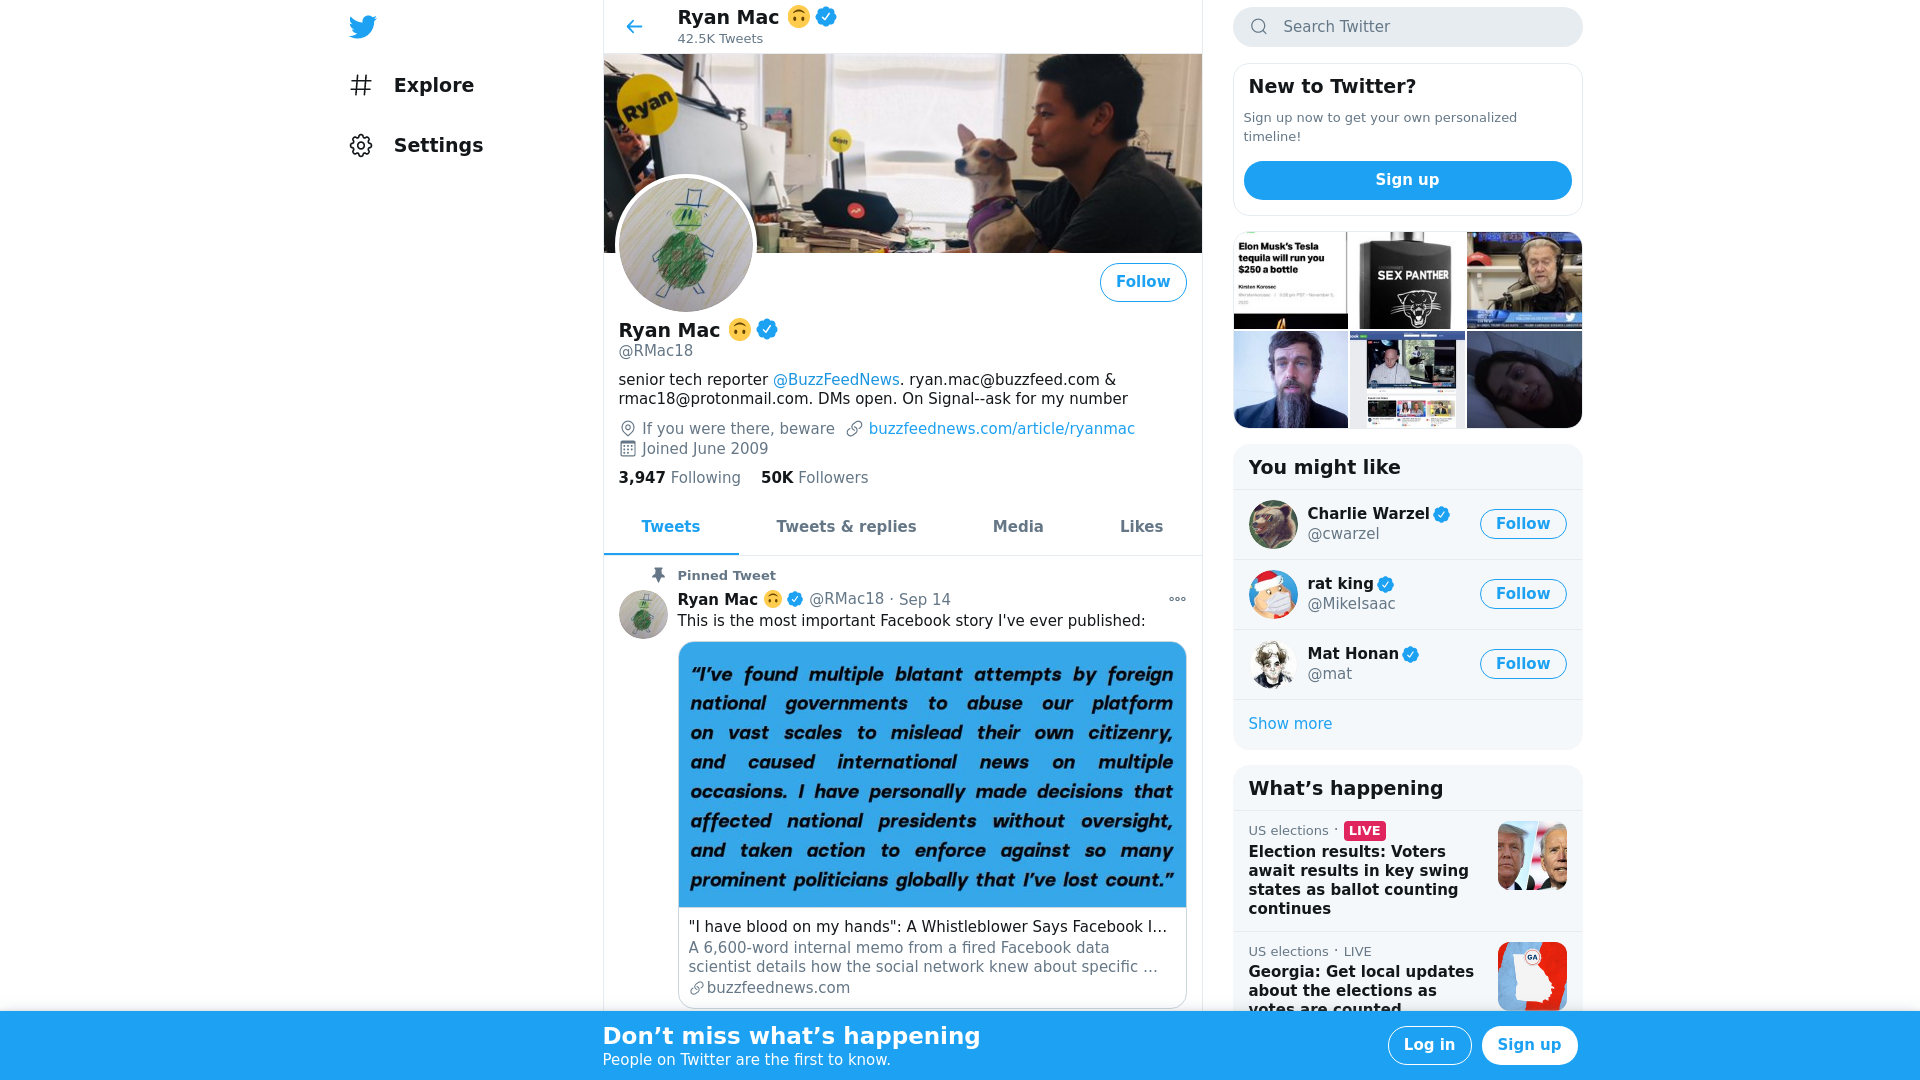 Explore
Settings
Ryan Mac
42.5K Tweets
Ryan
Follow
Ryan Mac
@RMac18
senior tech reporter @BuzzFeedNews. ryan.mac@buzzfeed.com &
rmac18@protonmail.com. DMs open. On Signal--ask for my number
If you were there, beware buzzfeednews.com/article/ryanmac
Joined June 2009
3,947 Following 50K Followers
Tweets Tweets & replies Media Likes
Pinned Tweet
Ryan Mac @RMac18 · Sep 14
This is the most important Facebook story I've ever published:
“I’ve found multiple blatant attempts by foreign
national governments to abuse our platform
on vast scales to mislead their own citizenry,
and caused international news on multiple
occasions. I have personally made decisions that
affected national presidents without oversight,
and taken action to enforce against so many
prominent politicians globally that I’ve lost count.”
"I have blood on my hands": A Whistleblower Says Facebook I...
A 6,600-word internal memo from a fired Facebook data
scientist details how the social network knew about specific ...
buzzfeednews.com
Search Twitter
New to Twitter?
Sign up now to get your own personalized
timeline!
Sign up
Elon Musk’s Tesla
tequila will run you
$250 a bottle
Kirsten Korosec
SEX PANTHER
You might like
Charlie Warzel
@cwarzel
Follow
rat king
@MikeIsaac
Follow
Mat Honan
@mat
Follow
Show more
What’s happening
US elections · LIVE
Election results: Voters
await results in key swing
states as ballot counting
continues
US elections · LIVE
Georgia: Get local updates
about the elections as
votes are counted
GA
Don’t miss what’s happening
People on Twitter are the first to know.
Log in
Sign up